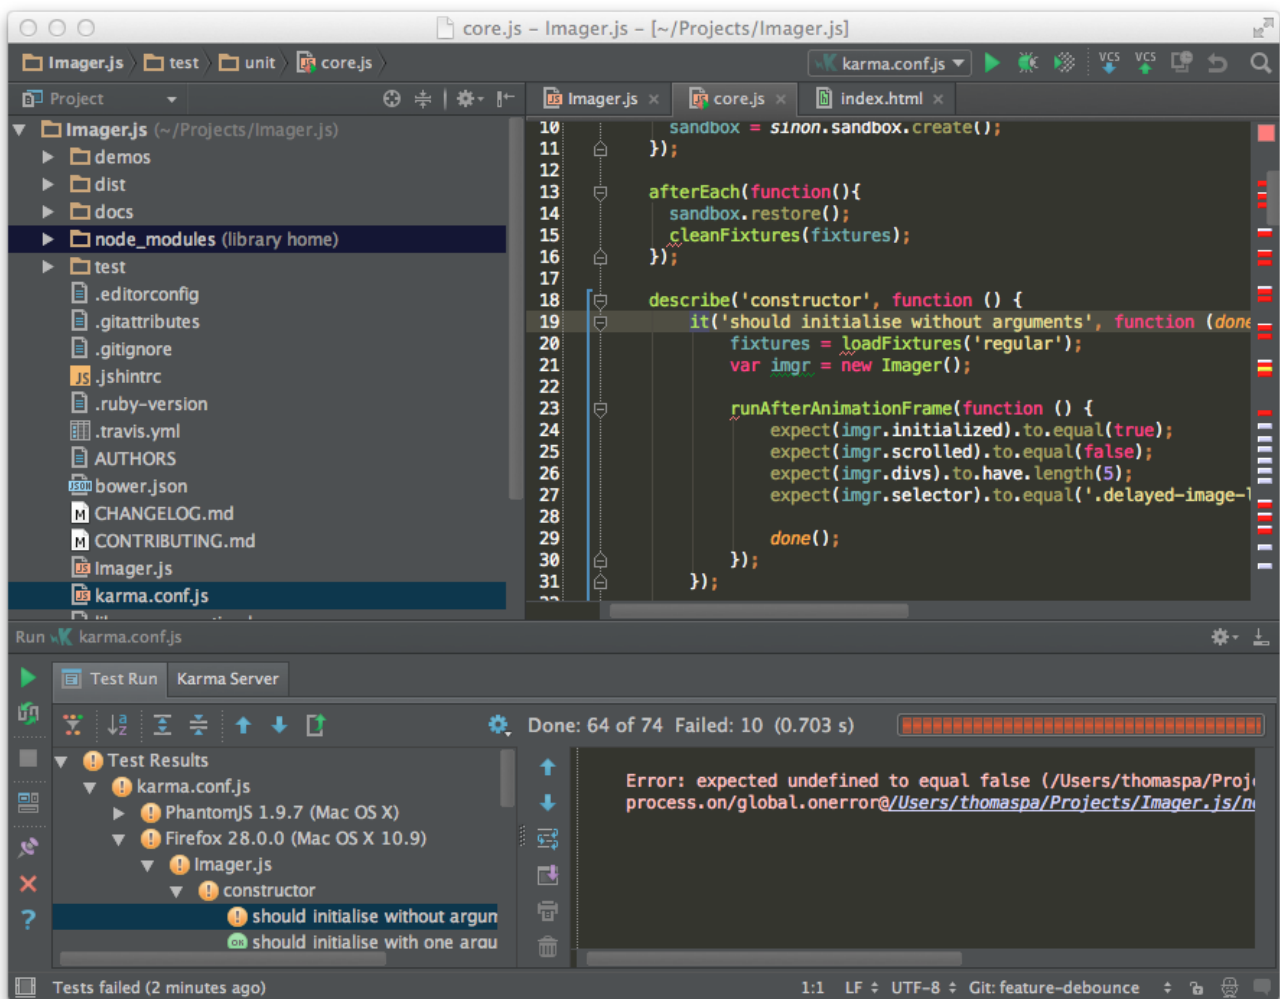 core.js – Imager.js – [~/Projects/Imager.js]
Imager.js test unit core.js
karma.conf.js VCS VCS
Project
Imager.js × core.js × index.html ×
Imager.js (~/Projects/Imager.js)
demos
dist
docs
node_modules (library home)
test
.editorconfig
.gitattributes
.gitignore
.jshintrc
.ruby-version
.travis.yml
AUTHORS
bower.json
CHANGELOG.md
CONTRIBUTING.md
Imager.js
karma.conf.js
10 sandbox = sinon.sandbox.create();
11 });
12
13 afterEach(function(){
14 sandbox.restore();
15 cleanFixtures(fixtures);
16 });
17
18 describe('constructor', function () {
19 it('should initialise without arguments', function (done
20 fixtures = loadFixtures('regular');
21 var imgr = new Imager();
22
23 runAfterAnimationFrame(function () {
24 expect(imgr.initialized).to.equal(true);
25 expect(imgr.scrolled).to.equal(false);
26 expect(imgr.divs).to.have.length(5);
27 expect(imgr.selector).to.equal('.delayed-image-l
28
29 done();
30 });
31 });
Run karma.conf.js
Test Run Karma Server
Done: 64 of 74 Failed: 10 (0.703 s)
Test Results
karma.conf.js
PhantomJS 1.9.7 (Mac OS X)
Firefox 28.0.0 (Mac OS X 10.9)
Imager.js
constructor
should initialise without argum
should initialise with one argu
Error: expected undefined to equal false (/Users/thomaspa/Proje
process.on/global.onerror@/Users/thomaspa/Projects/Imager.js/no
Tests failed (2 minutes ago)
1:1 LF UTF-8 Git: feature-debounce